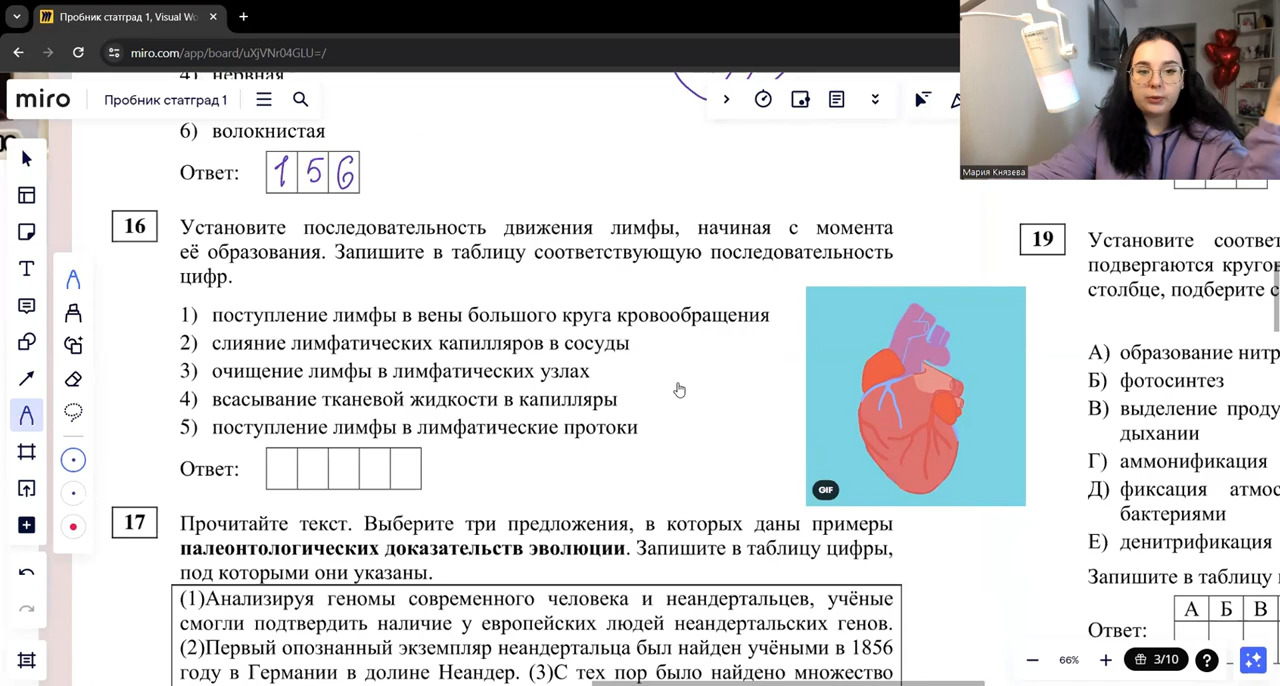 Пробник статград 1, Visual Wo
miro.com/app/board/uXjVNr04GLU=/
miro
Пробник статград 1
Мария Князева
4) нервная
6) волокнистая
Ответ: 1 5 6
16
Установите последовательность движения лимфы, начиная с момента
её образования. Запишите в таблицу соответствующую последовательность
цифр.
1) поступление лимфы в вены большого круга кровообращения
2) слияние лимфатических капилляров в сосуды
3) очищение лимфы в лимфатических узлах
4) всасывание тканевой жидкости в капилляры
5) поступление лимфы в лимфатические протоки
Ответ:
GIF
17
Прочитайте текст. Выберите три предложения, в которых даны примеры
палеонтологических доказательств эволюции. Запишите в таблицу цифры,
под которыми они указаны.
(1)Анализируя геномы современного человека и неандертальцев, учёные
смогли подтвердить наличие у европейских людей неандертальских генов.
(2)Первый опознанный экземпляр неандертальца был найден учёными в 1856
году в Германии в долине Неандер. (3)С тех пор было найдено множество
19
Установите соответ
подвергаются кругов
столбце, подберите с
А) образование нитр
Б) фотосинтез
В) выделение проду
дыхании
Г) аммонификация
Д) фиксация атмос
бактериями
Е) денитрификация
Запишите в таблицу
А Б В
Ответ:
66%
3/10